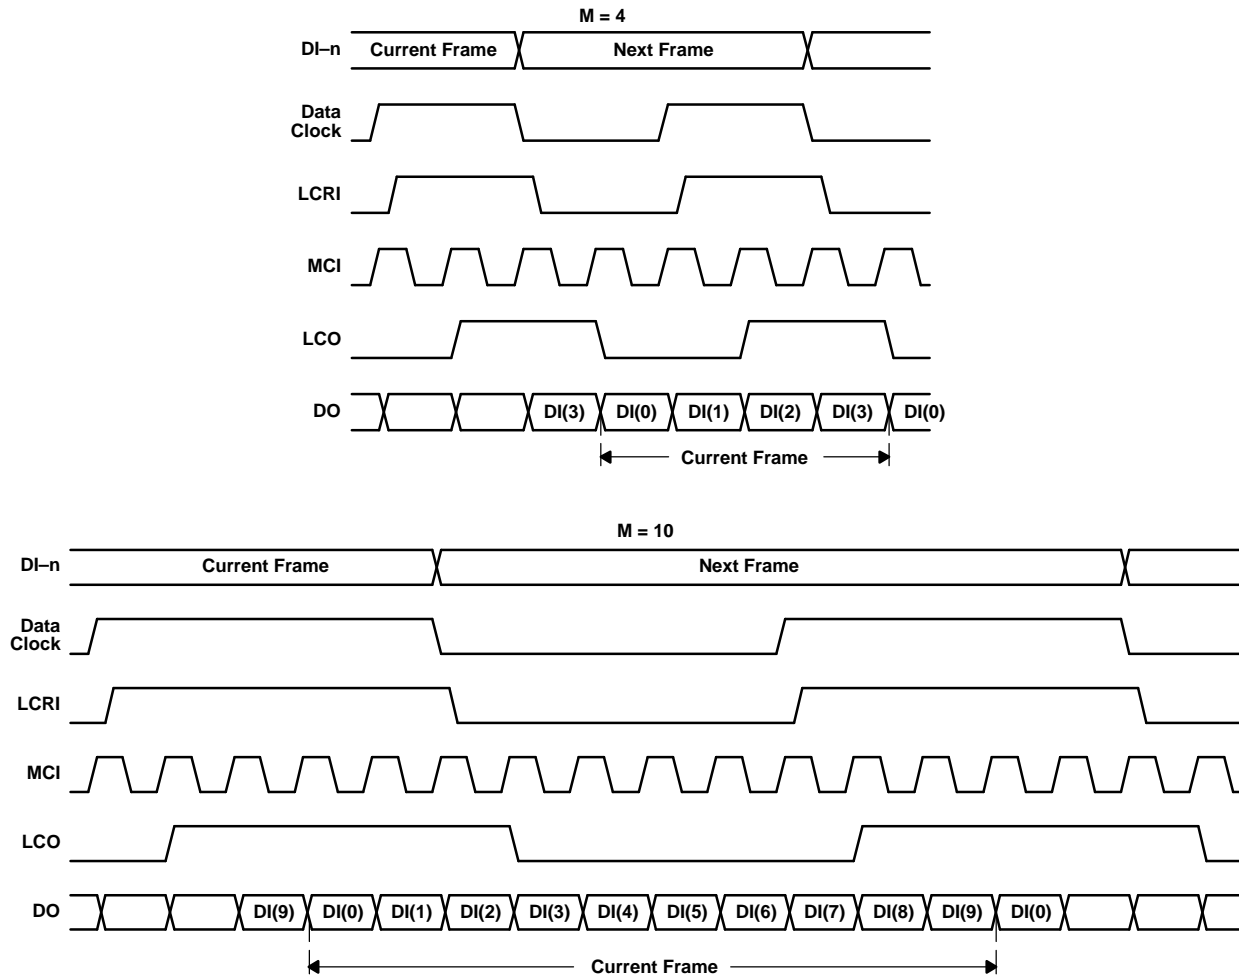 M = 4
DI–n Current Frame Next Frame
Data
Clock
LCRI
MCI
LCO
DO DI(3) DI(0) DI(1) DI(2) DI(3) DI(0)
Current Frame
M = 10
DI–n Current Frame Next Frame
Data
Clock
LCRI
MCI
LCO
DO DI(9) DI(0) DI(1) DI(2) DI(3) DI(4) DI(5) DI(6) DI(7) DI(8) DI(9) DI(0)
Current Frame